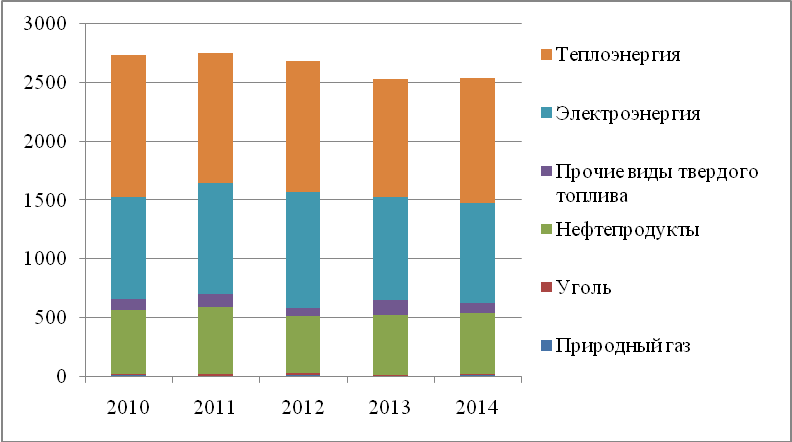 3000
2500
2000
1500
1000
500
0
2010 2011 2012 2013 2014
Теплоэнергия
Электроэнергия
Прочие виды твердого
топлива
Нефтепродукты
Уголь
Природный газ